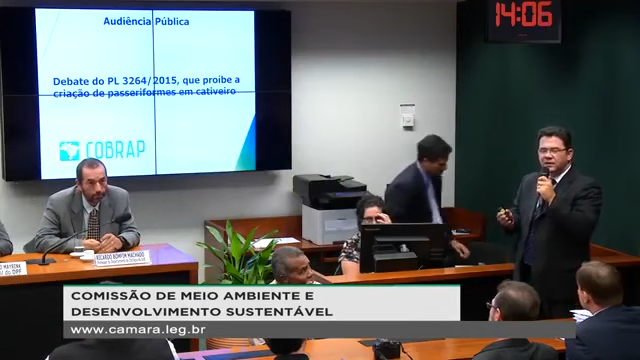 14:06
Audiência Pública
Debate do PL 3264/2015, que proíbe a
criação de passeriformes em cativeiro
COBRAP
RICARDO BOMFIM MACHADO
COMISSÃO DE MEIO AMBIENTE E
DESENVOLVIMENTO SUSTENTÁVEL
www.camara.leg.br